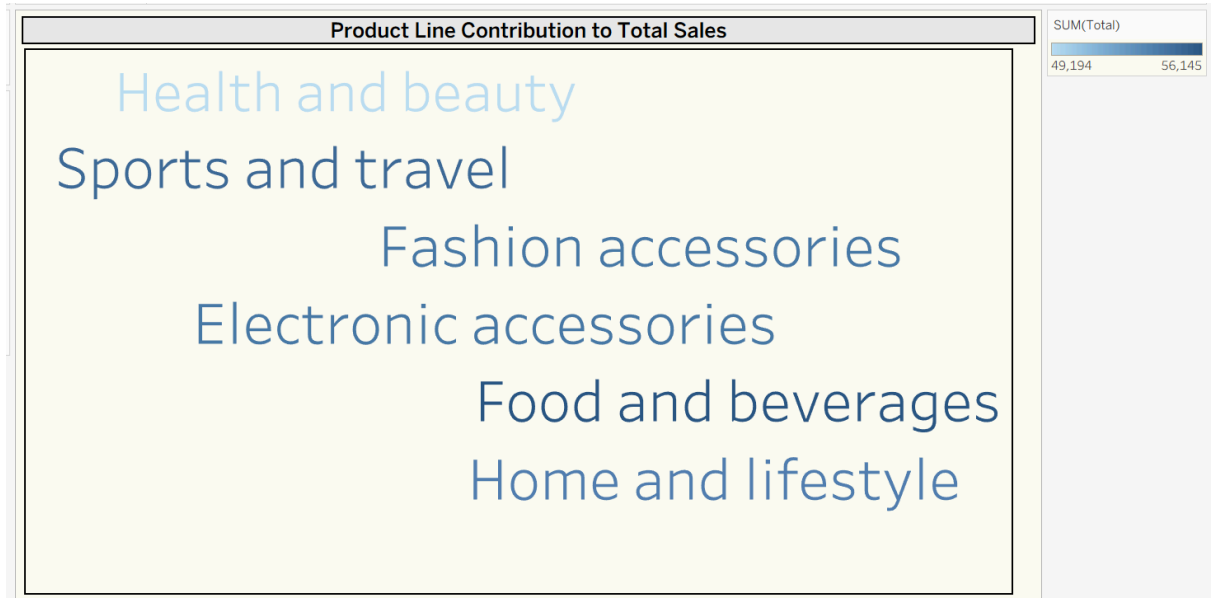 Product Line Contribution to Total Sales
SUM(Total)
49,194 56,145
Health and beauty
Sports and travel
Fashion accessories
Electronic accessories
Food and beverages
Home and lifestyle